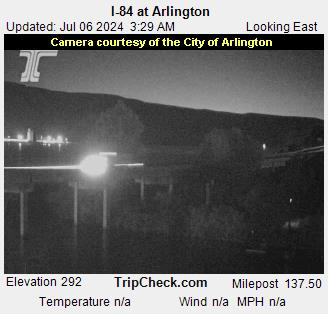 I-84 at Arlington
Updated: Jul 06 2024 3:29 AM Looking East
Camera courtesy of the City of Arlington
Elevation 292 TripCheck.com Milepost 137.50
Temperature n/a Wind n/a MPH n/a